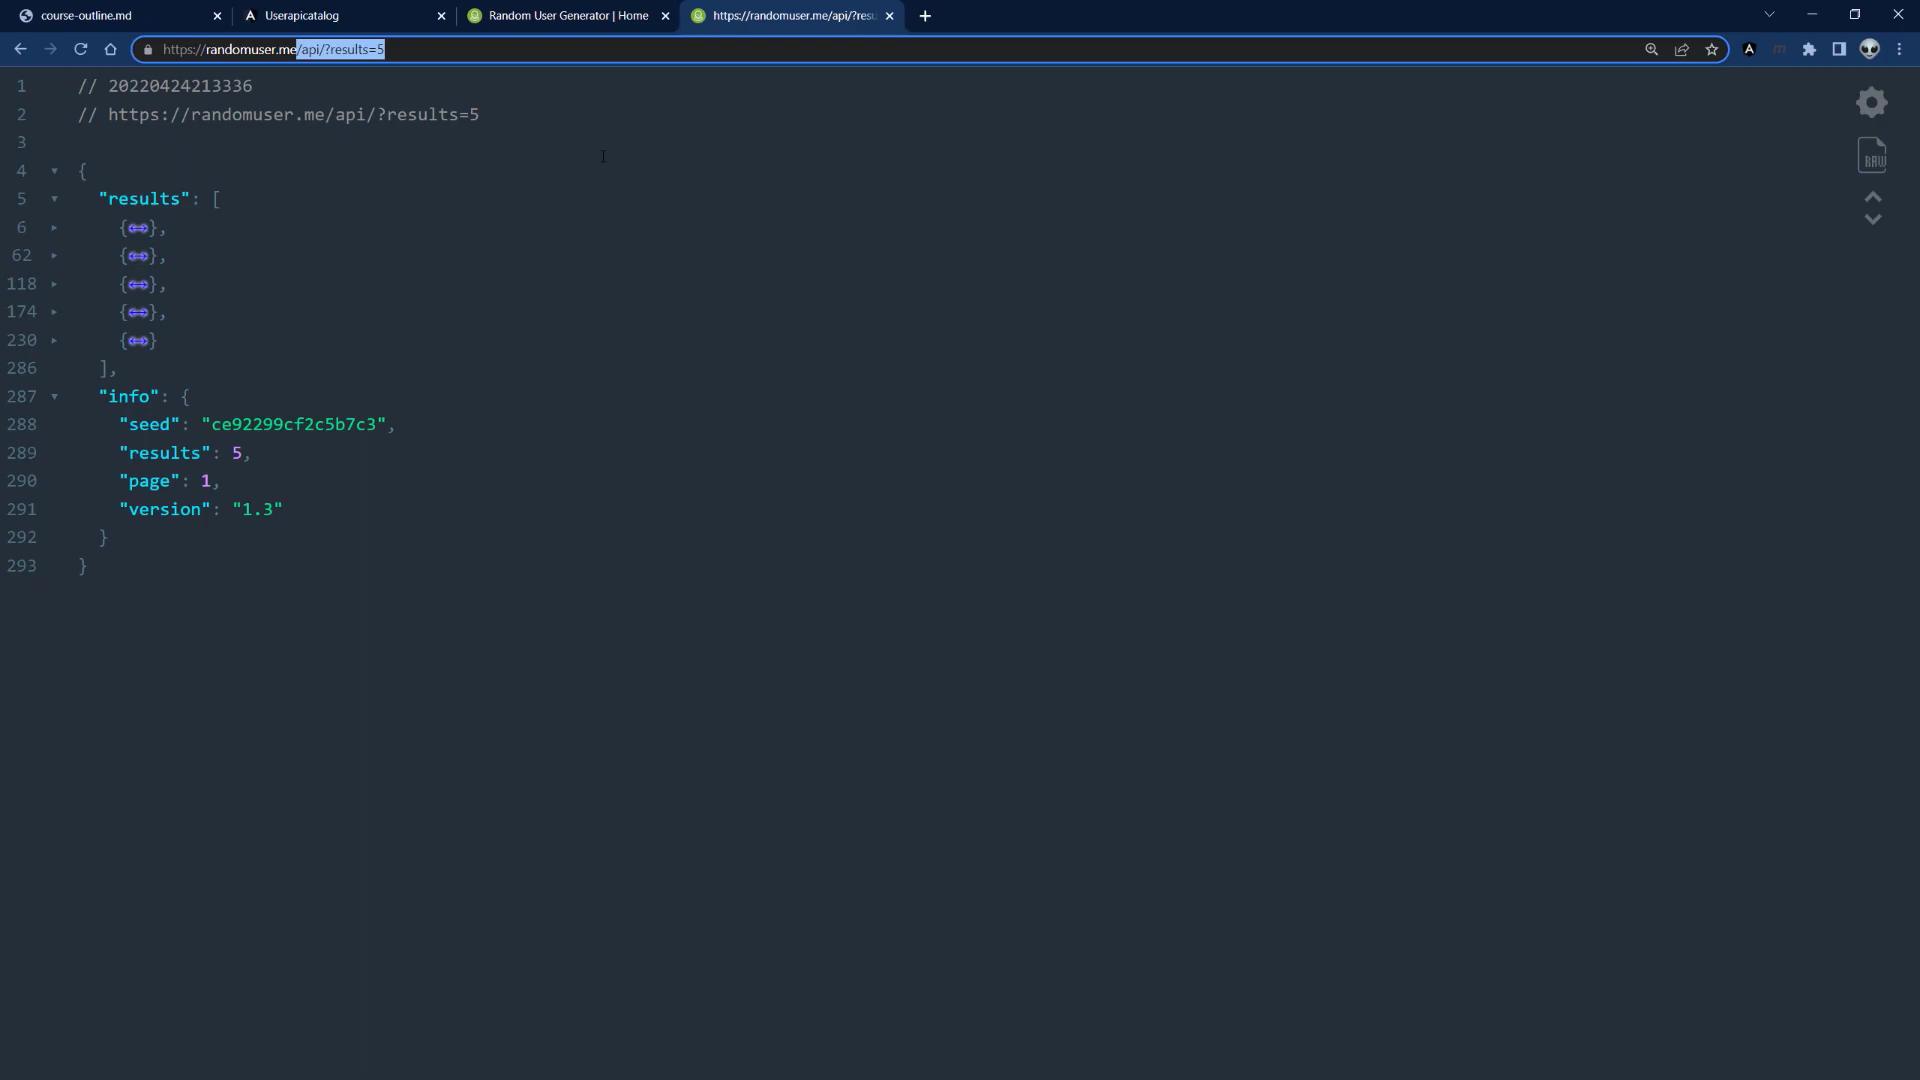 course-outline.md
Userapicatalog
Random User Generator | Home
https://randomuser.me/api/?resu
https://randomuser.me/api/?results=5
1 // 20220424213336
2 // https://randomuser.me/api/?results=5
3
4 {
5 "results": [
6 {↔},
62 {↔},
118 {↔},
174 {↔},
230 {↔}
286 ],
287 "info": {
288 "seed": "ce92299cf2c5b7c3",
289 "results": 5,
290 "page": 1,
291 "version": "1.3"
292 }
293 }
RAW